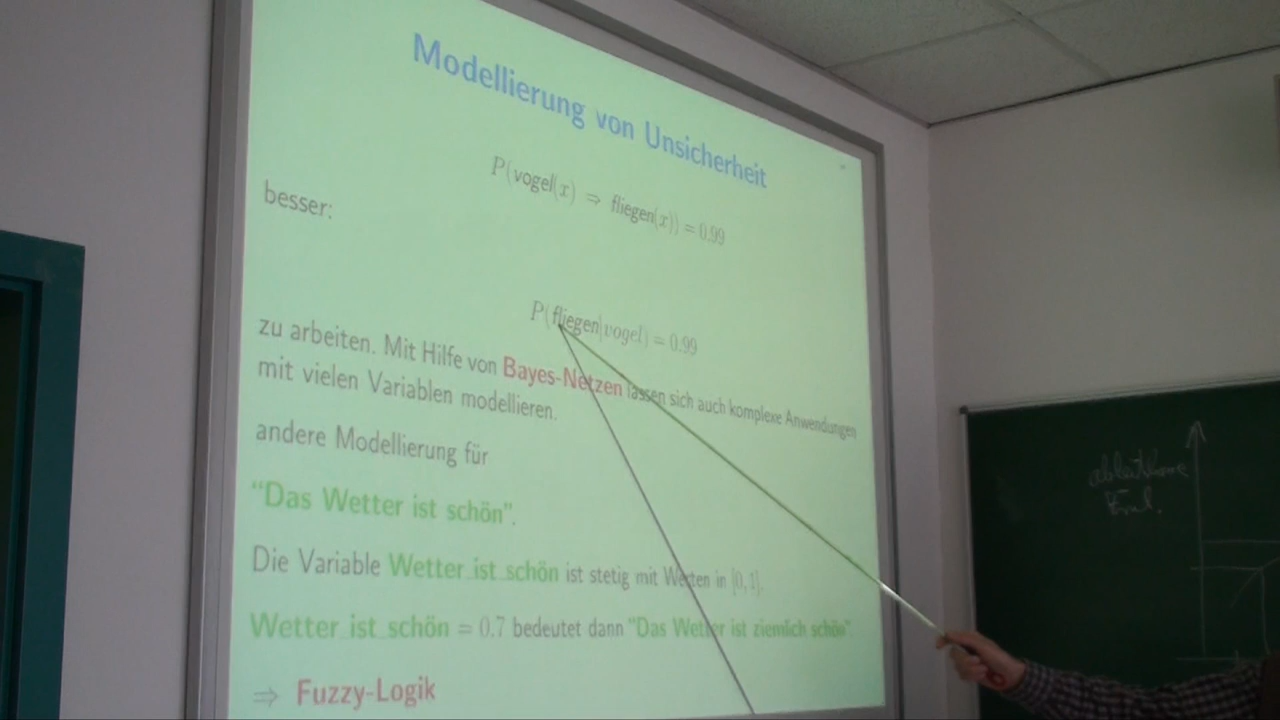 Modellierung von Unsicherheit
P(vogel(x) ⇒ fliegen(x)) = 0.99
besser:
P(fliegen|vogel) = 0.99
zu arbeiten. Mit Hilfe von Bayes-Netzen lassen sich auch komplexe Anwendungen
mit vielen Variablen modellieren.
andere Modellierung für
“Das Wetter ist schön”.
Die Variable Wetter_ist_schön ist stetig mit Werten in [0, 1].
Wetter_ist_schön = 0.7 bedeutet dann “Das Wetter ist ziemlich schön”
⇒ Fuzzy-Logik